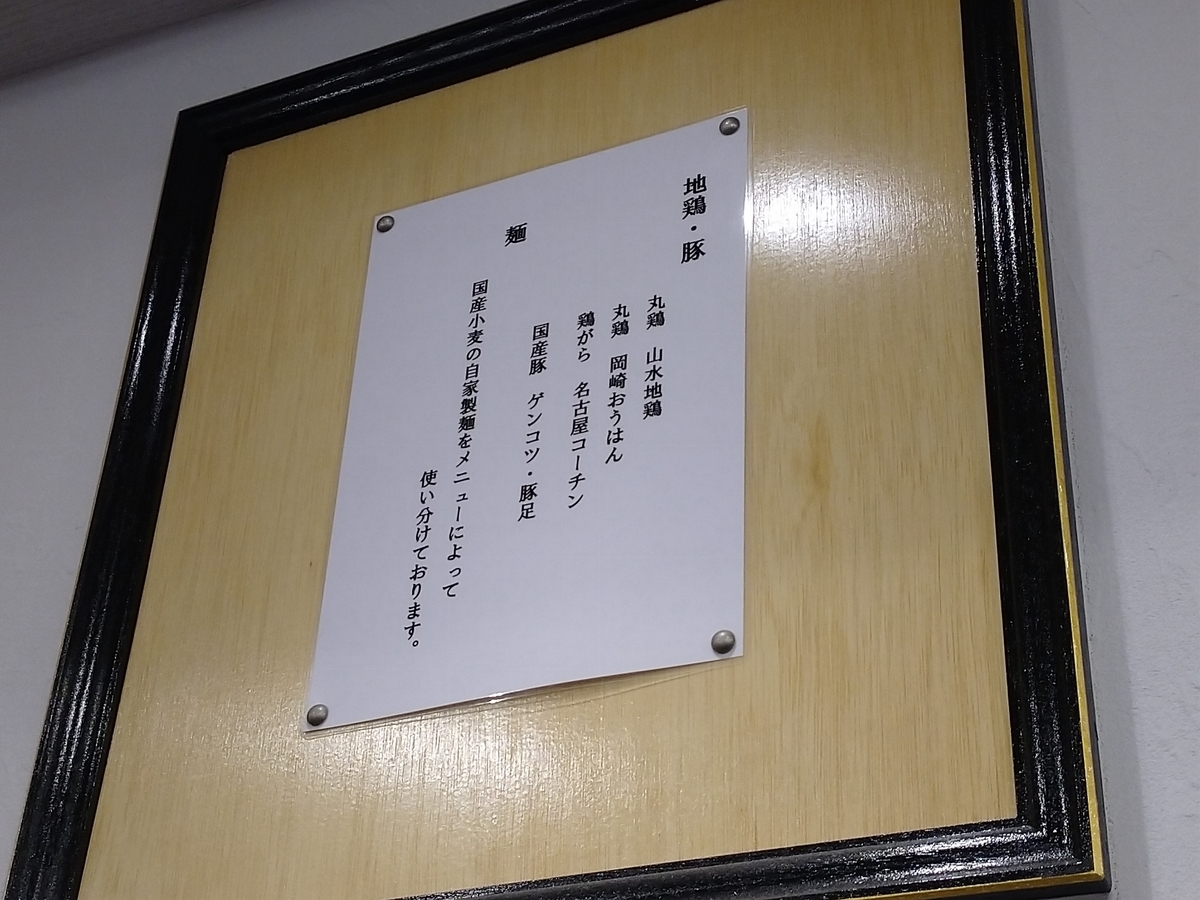 地鶏・豚
丸鶏　山水地鶏
丸鶏　岡崎おうはん
鶏がら　名古屋コーチン
国産豚　ゲンコツ・豚足
麺
国産小麦の自家製麺をメニューによって
使い分けております。